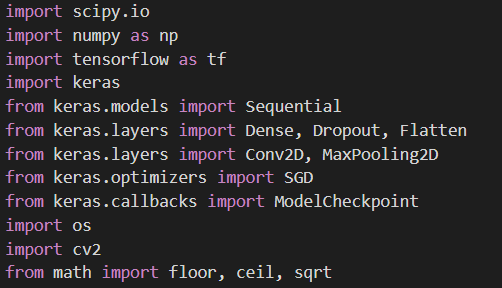 import scipy.io
import numpy as np
import tensorflow as tf
import keras
from keras.models import Sequential
from keras.layers import Dense, Dropout, Flatten
from keras.layers import Conv2D, MaxPooling2D
from keras.optimizers import SGD
from keras.callbacks import ModelCheckpoint
import os
import cv2
from math import floor, ceil, sqrt